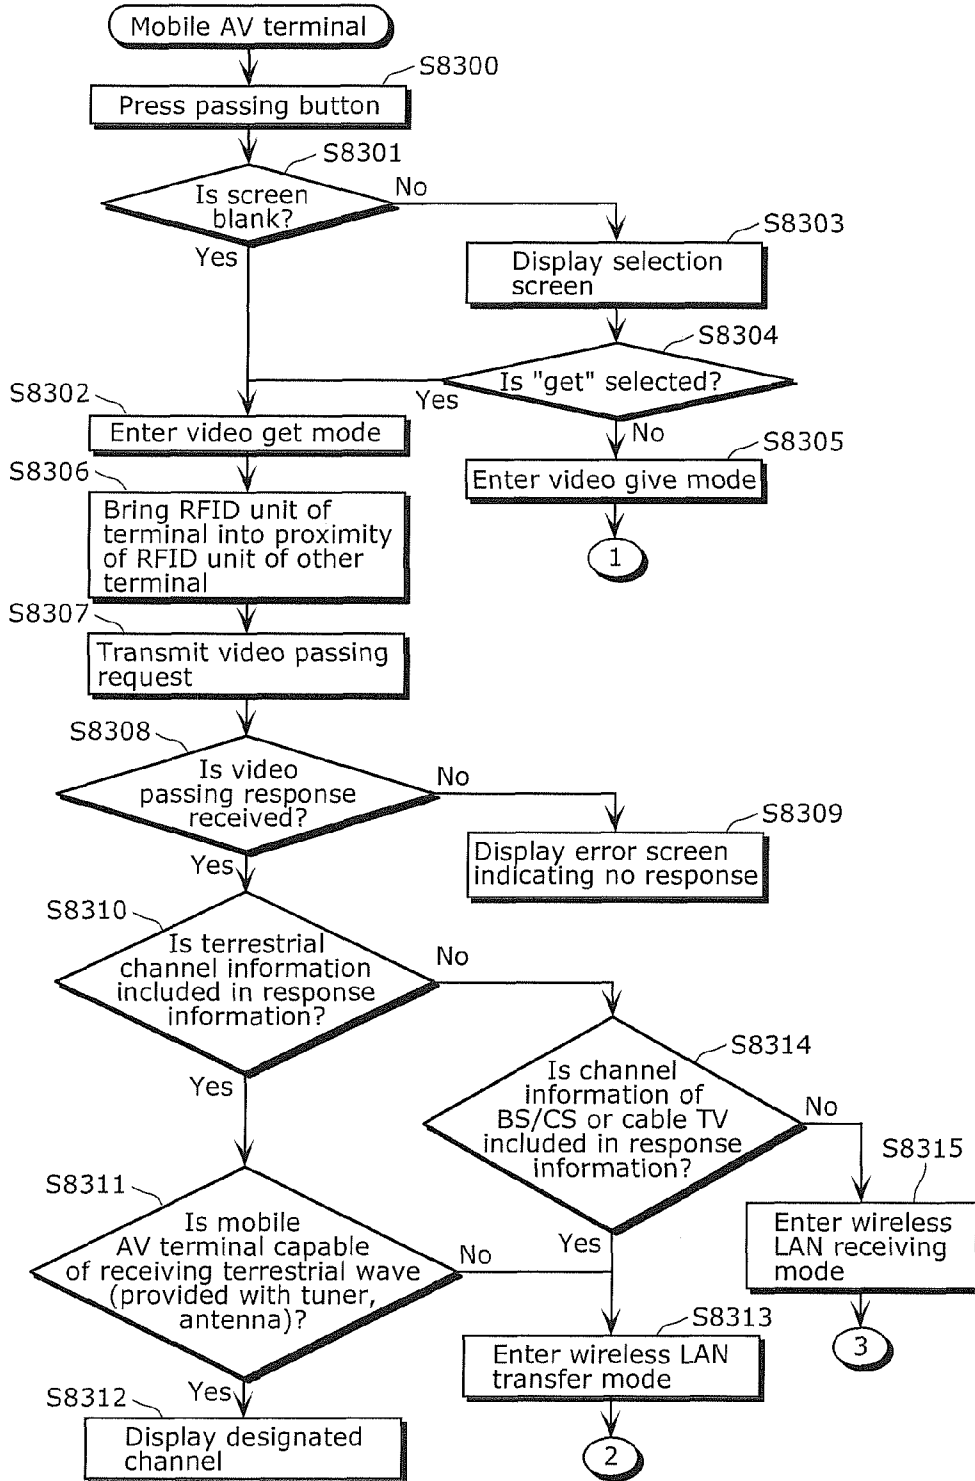 Mobile AV terminal
S8300
Press passing button
S8301
Is screen
blank?
No
Yes
S8303
Display selection
screen
S8304
Is "get" selected?
Yes
No
S8302
Enter video get mode
S8305
Enter video give mode
1
S8306
Bring RFID unit of
terminal into proximity
of RFID unit of other
terminal
S8307
Transmit video passing
request
S8308
Is video
passing response
received?
No
Yes
S8309
Display error screen
indicating no response
S8310
Is terrestrial
channel information
included in response
information?
No
Yes
S8314
Is channel
information of
BS/CS or cable TV
included in response
information?
No
Yes
S8315
Enter wireless
LAN receiving
mode
3
S8311
Is mobile
AV terminal capable
of receiving terrestrial wave
(provided with tuner,
antenna)?
No
Yes
S8313
Enter wireless LAN
transfer mode
2
S8312
Display designated
channel